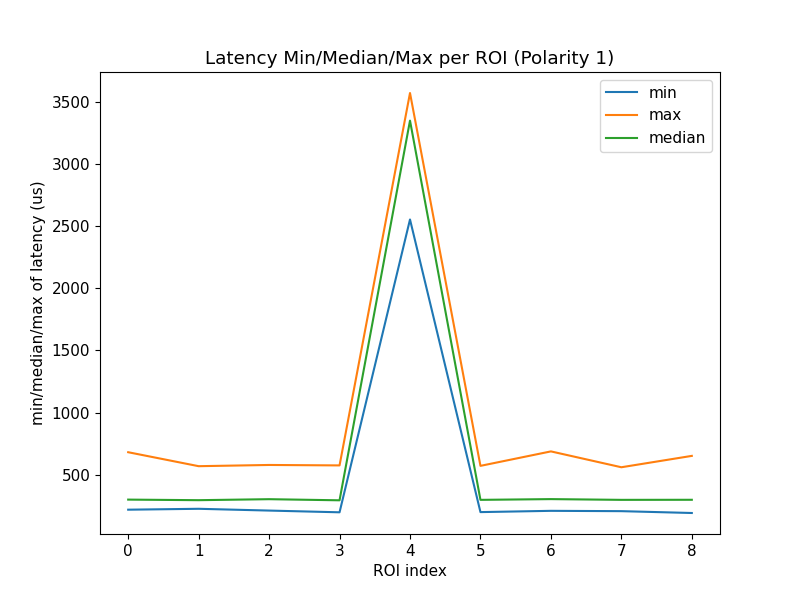 Latency Min/Median/Max per ROI (Polarity 1)
min
max
median
min/median/max of latency (us)
3500
3000
2500
2000
1500
1000
500
0 1 2 3 4 5 6 7 8
ROI index